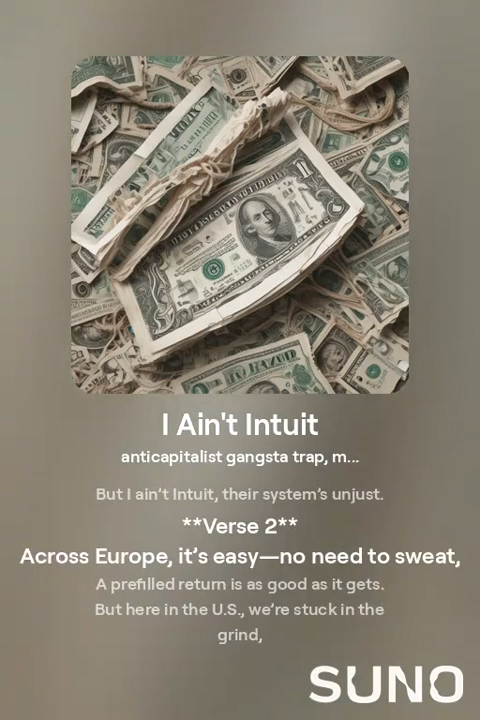 I Ain't Intuit
anticapitalist gangsta trap, m...
But I ain’t Intuit, their system’s unjust.
**Verse 2**
Across Europe, it’s easy—no need to sweat,
A prefilled return is as good as it gets.
But here in the U.S., we’re stuck in the
grind,
SUNO